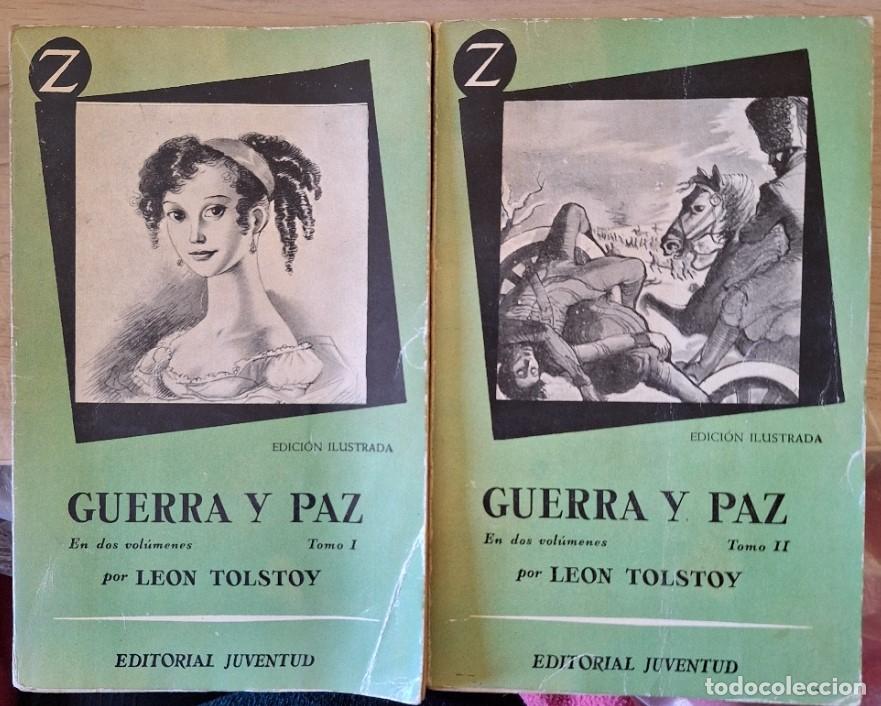 Z
EDICIÓN ILUSTRADA
GUERRA Y PAZ
En dos volúmenes Tomo I
por LEON TOLSTOY
EDITORIAL JUVENTUD
Z
EDICIÓN ILUSTRADA
GUERRA Y PAZ
En dos volúmenes Tomo II
por LEON TOLSTOY
EDITORIAL JUVENTUD
todocoleccion